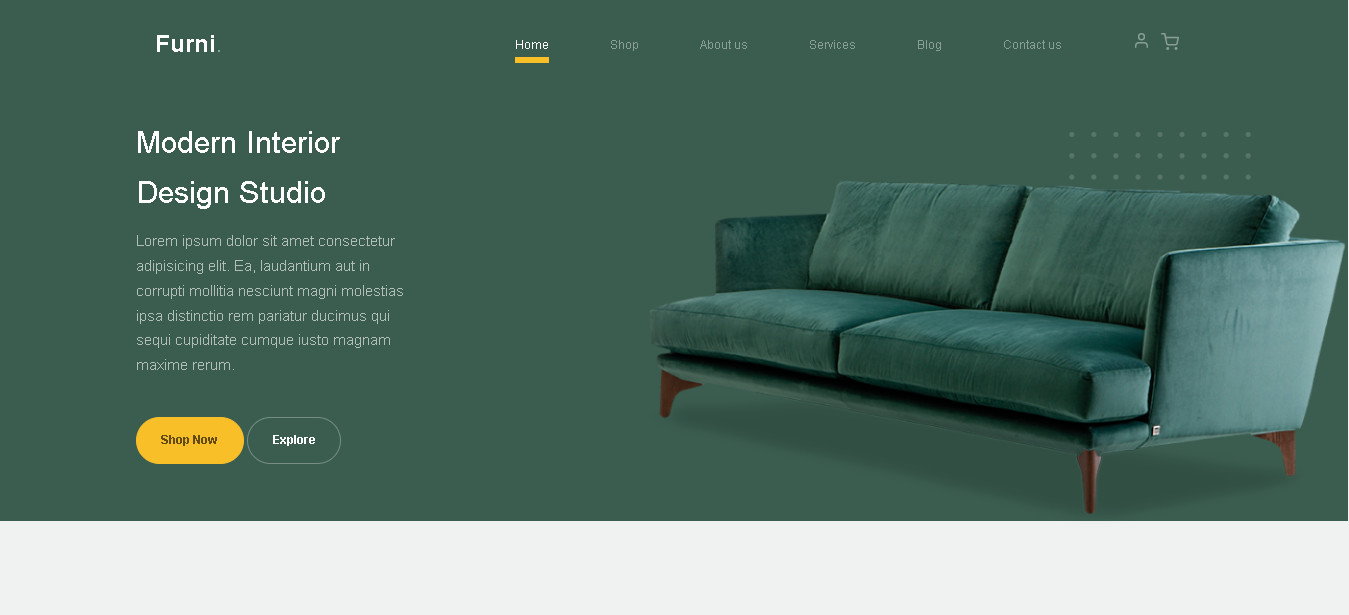 Furni.
Home Shop About us Services Blog Contact us
Modern Interior
Design Studio
Lorem ipsum dolor sit amet consectetur
adipisicing elit. Ea, laudantium aut in
corrupti mollitia nesciunt magni molestias
ipsa distinctio rem pariatur ducimus qui
sequi cupiditate cumque iusto magnam
maxime rerum.
Shop Now Explore